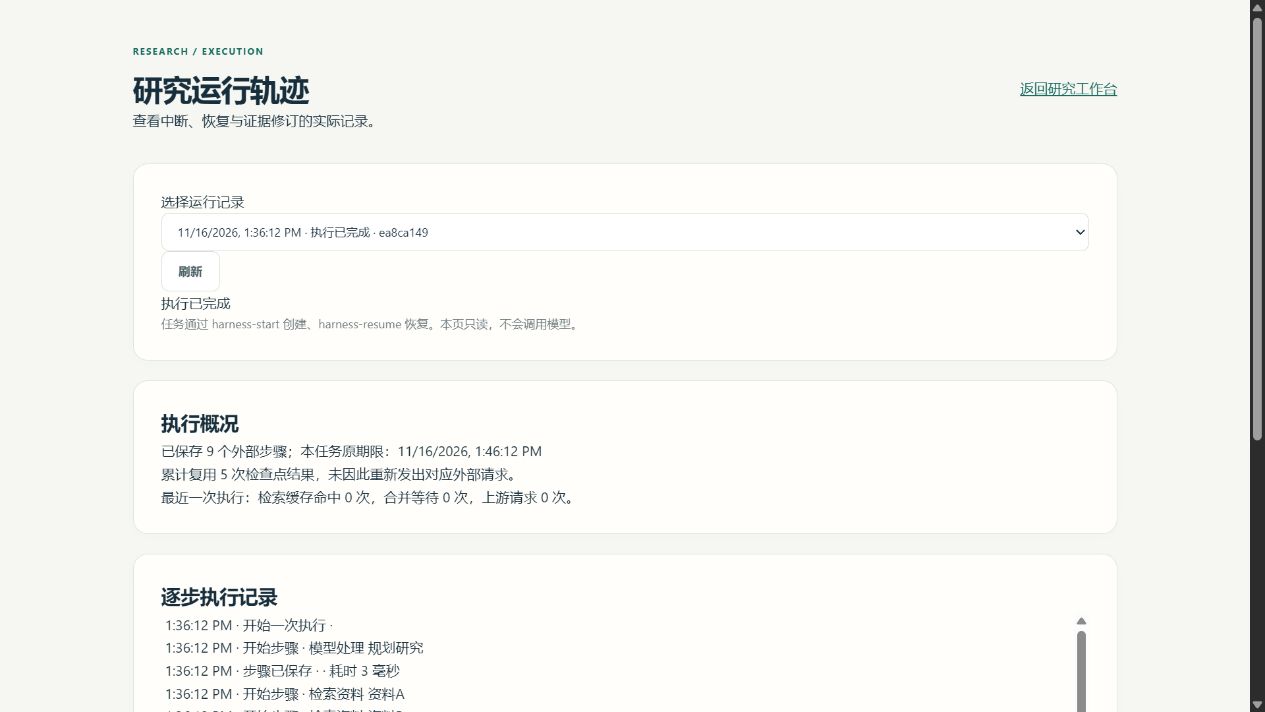 RESEARCH / EXECUTION
研究运行轨迹
返回研究工作台
查看中断、恢复与证据修订的实际记录。
选择运行记录
11/16/2026, 1:36:12 PM · 执行已完成 · ea8ca149
刷新
执行已完成
任务通过 harness-start 创建、harness-resume 恢复。本页只读，不会调用模型。
执行概况
已保存 9 个外部步骤；本任务原期限：11/16/2026, 1:46:12 PM
累计复用 5 次检查点结果，未因此重新发出对应外部请求。
最近一次执行：检索缓存命中 0 次，合并等待 0 次，上游请求 0 次。
逐步执行记录
1:36:12 PM · 开始一次执行 ·
1:36:12 PM · 开始步骤 · 模型处理 规划研究
1:36:12 PM · 步骤已保存 · · 耗时 3 毫秒
1:36:12 PM · 开始步骤 · 检索资料 资料A